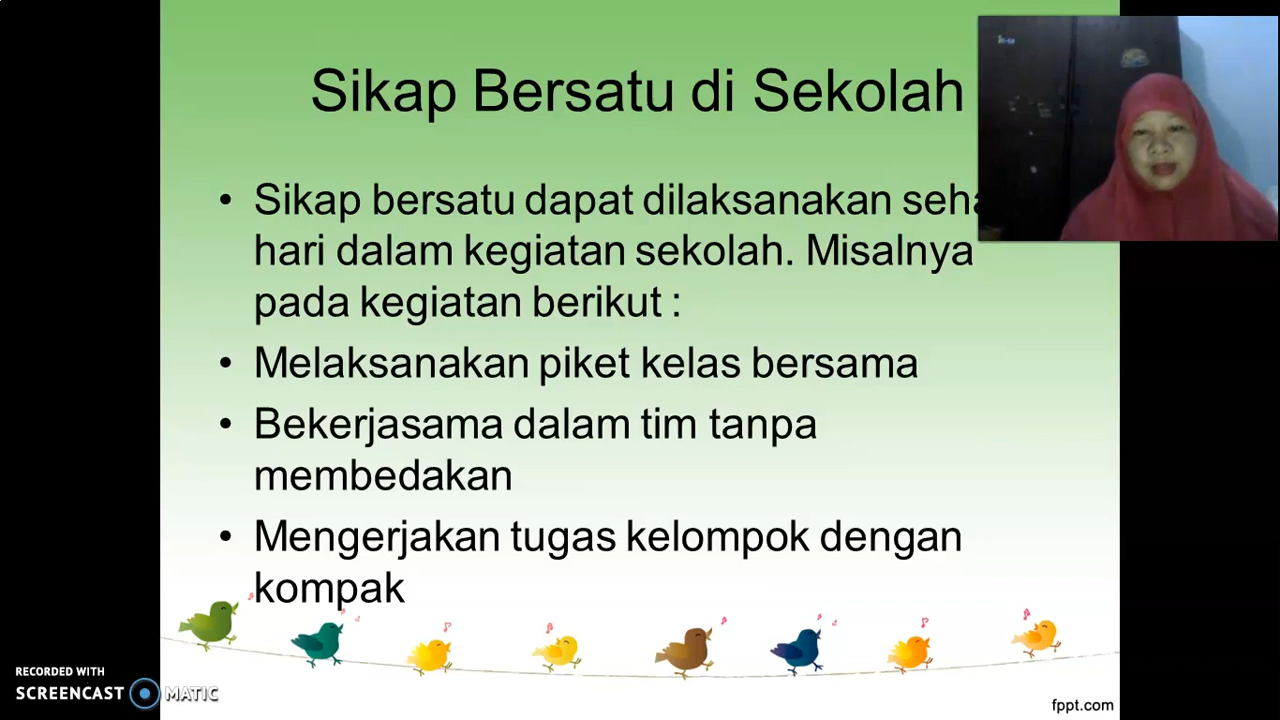 Sikap Bersatu di Sekolah
• Sikap bersatu dapat dilaksanakan
hari dalam kegiatan sekolah. Misalnya
pada kegiatan berikut :
• Melaksanakan piket kelas bersama
• Bekerjasama dalam tim tanpa
membedakan
• Mengerjakan tugas kelompok dengan
kompak
RECORDED WITH
SCREENCAST MATIC
fppt.com